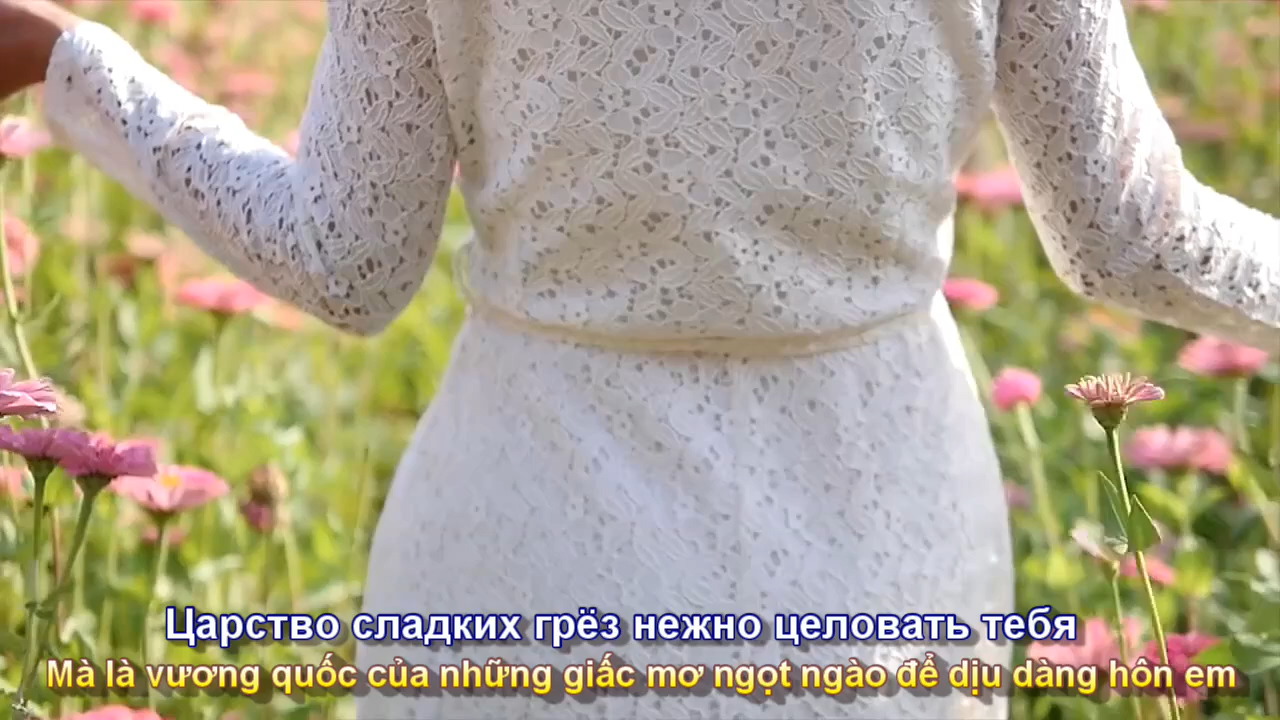 Царство сладких грёз нежно целовать тебя
Mà là vương quốc của những giấc mơ ngọt ngào để dịu dàng hôn em